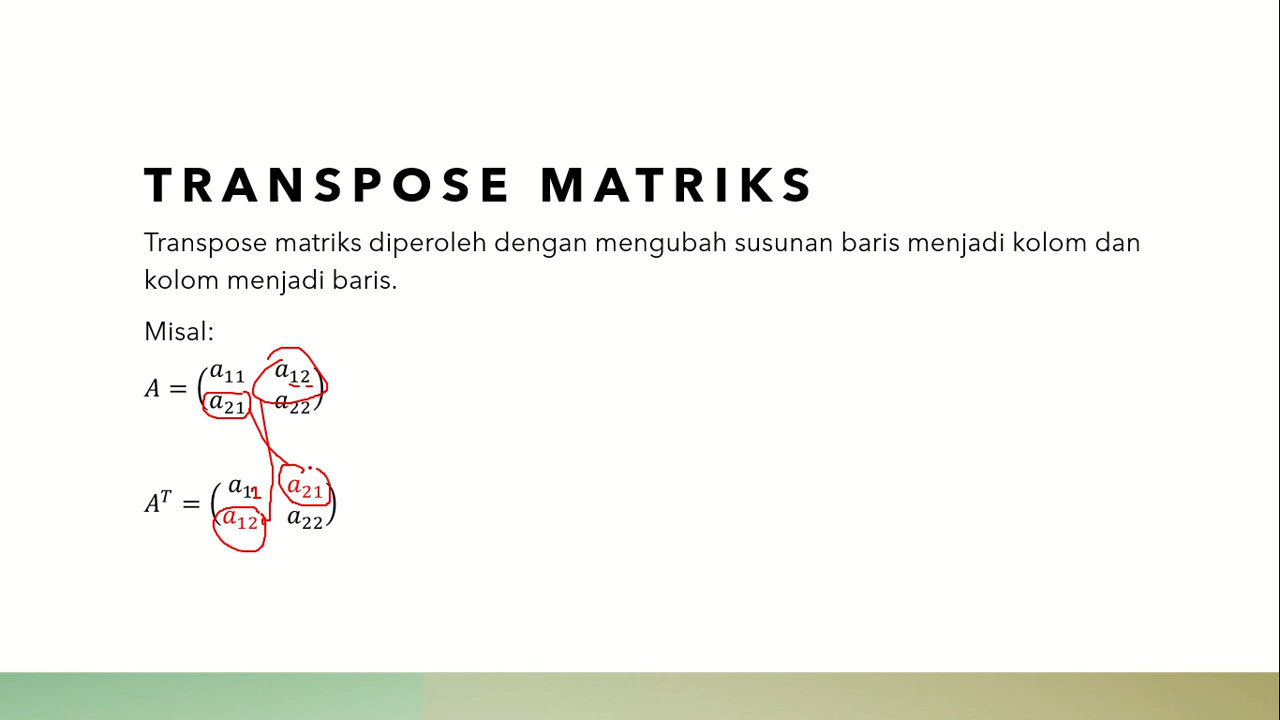 TRANSPOSE MATRIKS
Transpose matriks diperoleh dengan mengubah susunan baris menjadi kolom dan
kolom menjadi baris.
Misal:
A = (a₁₁ a₁₂
a₂₁ a₂₂)
Aᵀ = (a₁₁ a₂₁
a₁₂ a₂₂)